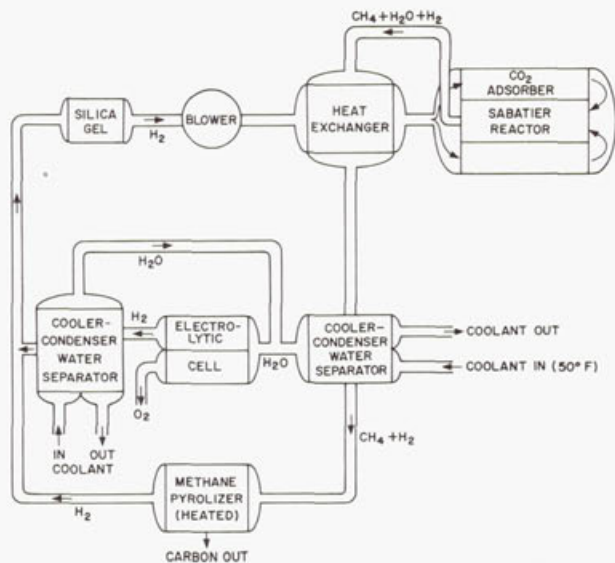 CH4+H2O+H2
CO2
ADSORBER
SABATIER
REACTOR
SILICA
GEL
H2
BLOWER
HEAT
EXCHANGER
H2O
COOLER-
CONDENSER
WATER
SEPARATOR
H2
ELECTRO-
LYTIC
CELL
H2O
COOLER-
CONDENSER
WATER
SEPARATOR
COOLANT OUT
COOLANT IN (50°F)
O2
IN OUT
COOLANT
CH4+H2
METHANE
PYROLIZER
(HEATED)
H2
CARBON OUT